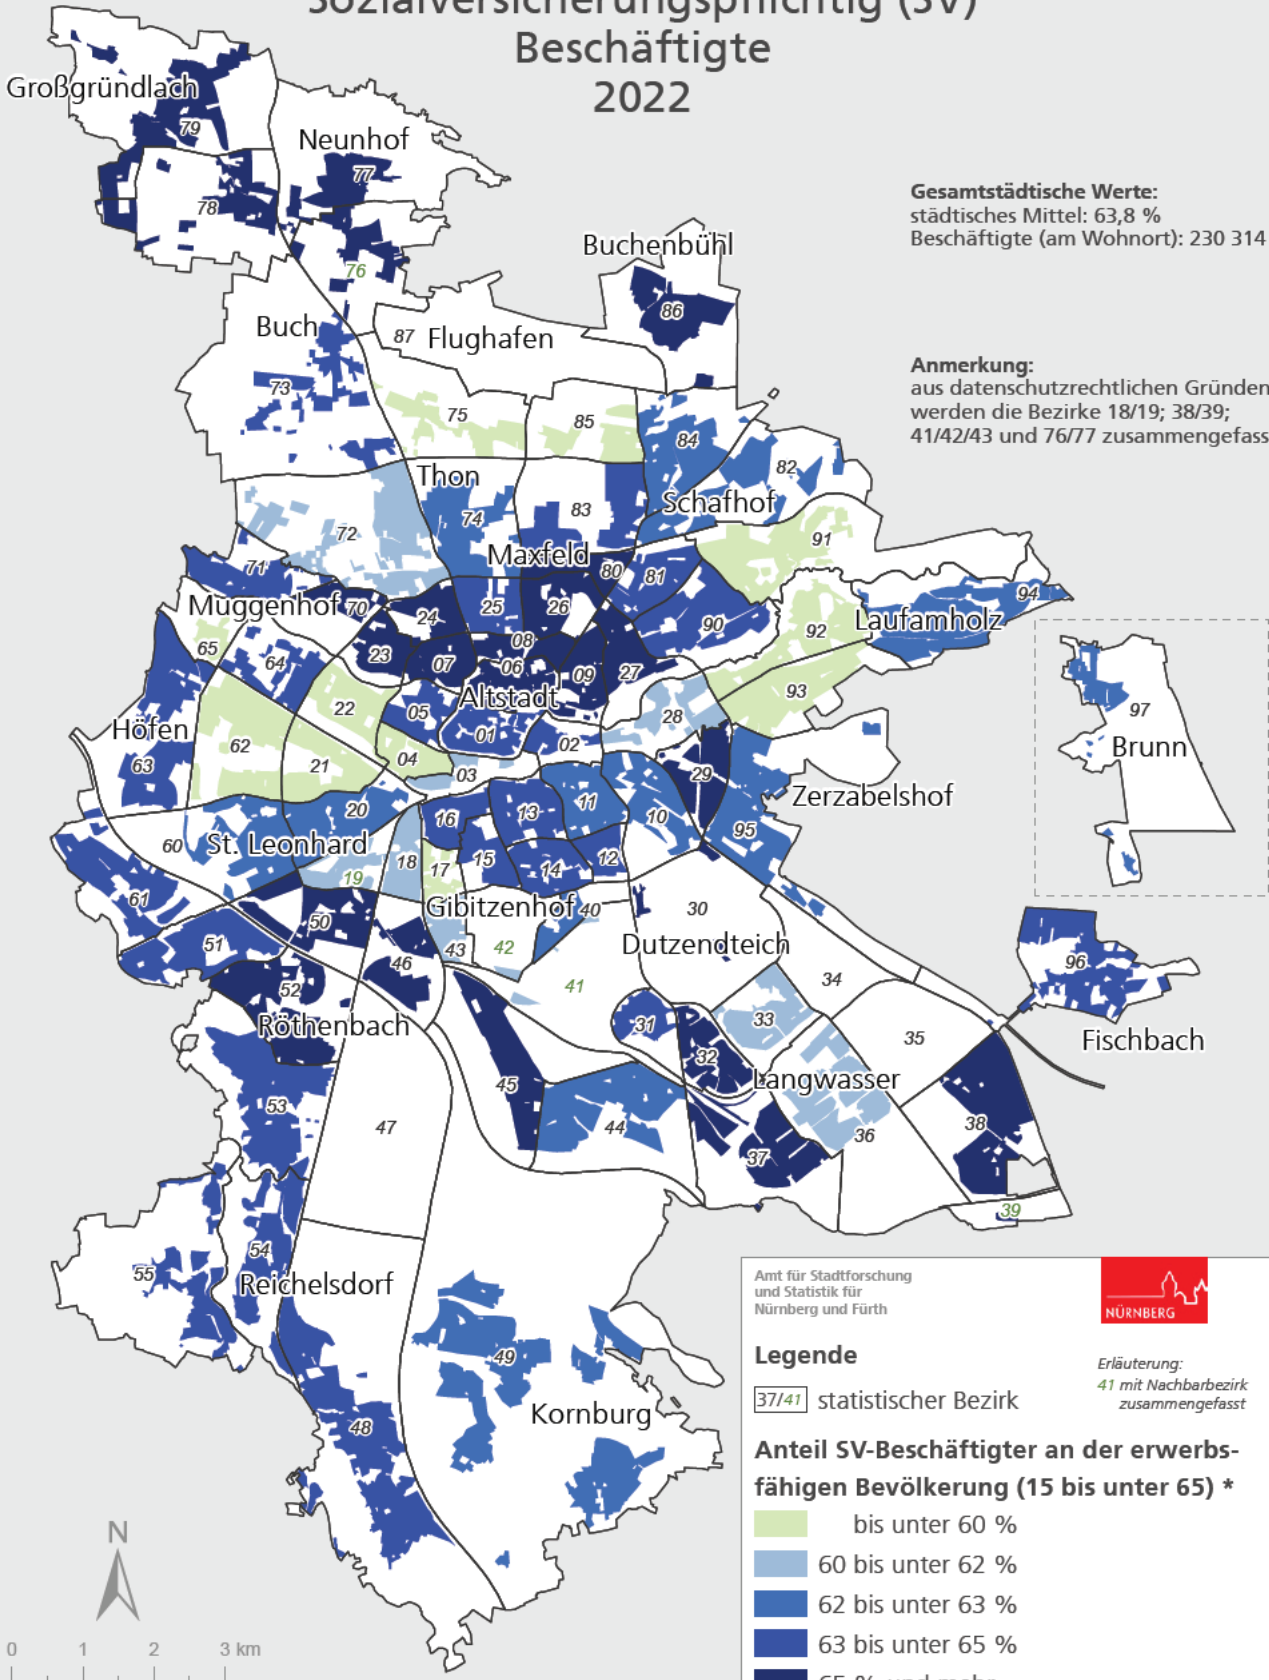 Sozialversicherungspflichtig (SV)
Beschäftigte
2022
Gesamtstädtische Werte:
städtisches Mittel: 63,8 %
Beschäftigte (am Wohnort): 230 314
Anmerkung:
aus datenschutzrechtlichen Gründen
werden die Bezirke 18/19; 38/39;
41/42/43 und 76/77 zusammengefass
Großgründlach
79
Neunhof
77
78
76
Buchenbühl
86
Buch
87 Flughafen
73
75
85
84
82
Thon
Schafhof
74
83
72
91
Maxfeld
80
81
71
94
Muggenhof
70
24
25
26
90
92
Laufamholz
65
64
23
07
08
06
09
27
93
Altstadt
22
05
01
02
28
97
Höfen
62
04
Brunn
63
21
03
29
Zerzabelshof
20
16
13
11
10
95
60
St. Leonhard
18
17
15
14
12
19
61
50
Gibitzenhof
40
30
51
43
42
Dutzendteich
46
41
34
96
52
Röthenbach
31
33
35
Fischbach
32
Langwasser
45
53
47
44
36
38
37
39
54
55
Reichelsdorf
49
48
Kornburg
N
0 1 2 3 km
Amt für Stadtforschung
und Statistik für
Nürnberg und Fürth
NÜRNBERG
Legende
37/41 statistischer Bezirk
Erläuterung:
41 mit Nachbarbezirk
zusammengefasst
Anteil SV-Beschäftigter an der erwerbs-
fähigen Bevölkerung (15 bis unter 65) *
bis unter 60 %
60 bis unter 62 %
62 bis unter 63 %
63 bis unter 65 %
65 % und mehr